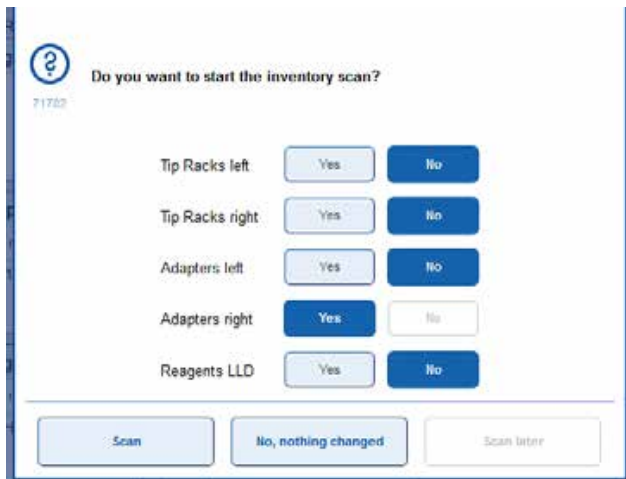 Do you want to start the inventory scan?
71702
Tip Racks left Yes No
Tip Racks right Yes No
Adapters left Yes No
Adapters right Yes No
Reagents LLD Yes No
Scan No, nothing changed Scan later